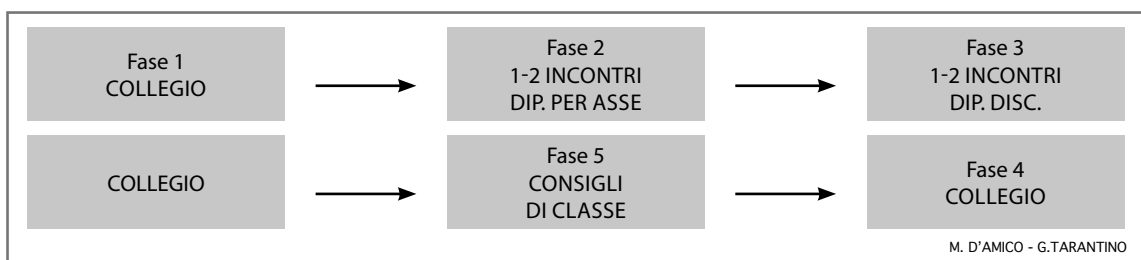 Fase 1
COLLEGIO
Fase 2
1-2 INCONTRI
DIP. PER ASSE
Fase 3
1-2 INCONTRI
DIP. DISC.
COLLEGIO
Fase 5
CONSIGLI
DI CLASSE
Fase 4
COLLEGIO
M. D'AMICO - G.TARANTINO